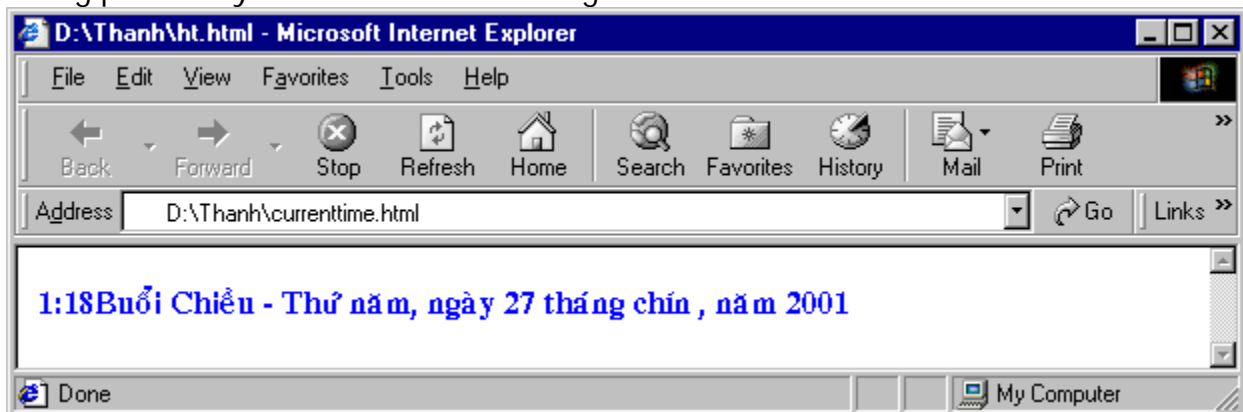 D:\Thanh\ht.html - Microsoft Internet Explorer
File Edit View Favorites Tools Help
Back Forward Stop Refresh Home Search Favorites History Mail Print »
Address D:\Thanh\currenttime.html Go Links »
1:18Buổi Chiều - Thứ năm, ngày 27 tháng chín , năm 2001
Done My Computer